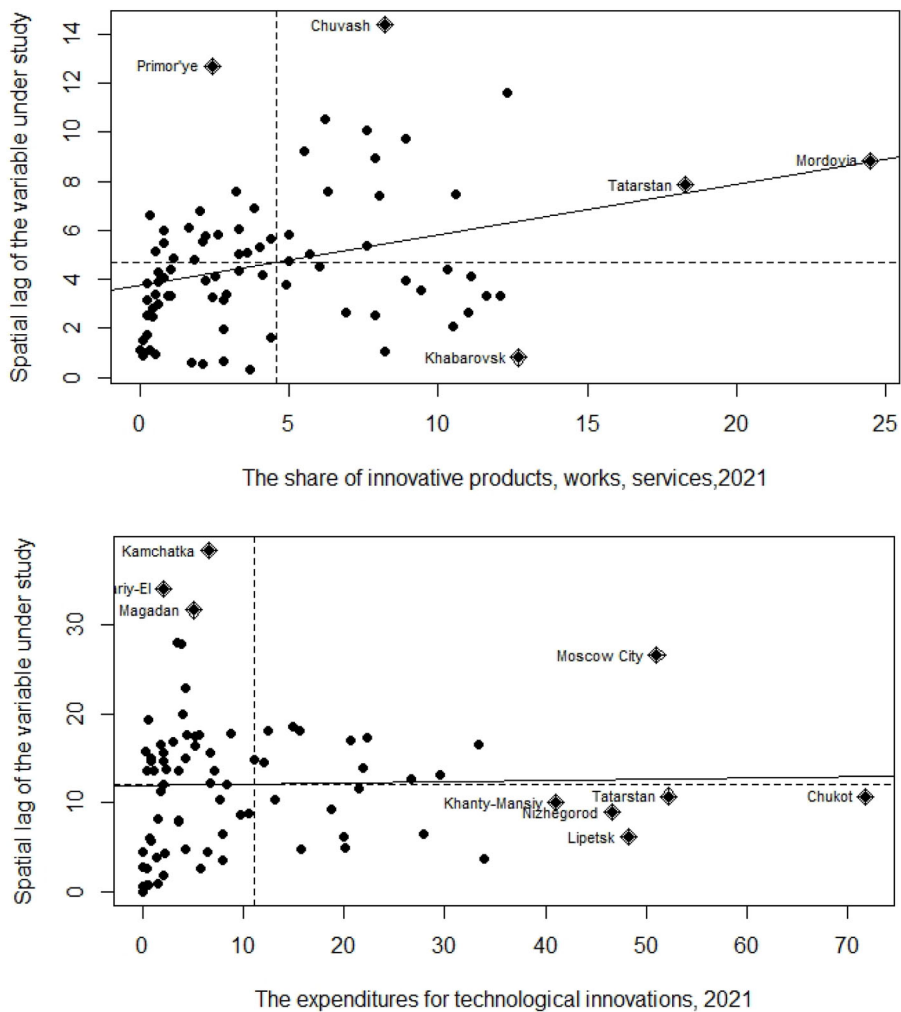 Spatial lag of the variable under study
14
12
10
8
6
4
2
0
Chuvash
Primor'ye
Mordovia
Tatarstan
Khabarovsk
0 5 10 15 20 25
The share of innovative products, works, services,2021
Spatial lag of the variable under study
30
20
10
0
Kamchatka
riy-El
Magadan
Moscow City
Khanty-Mansiy
Tatarstan
Chukot
Nizhegorod
Lipetsk
0 10 20 30 40 50 60 70
The expenditures for technological innovations, 2021